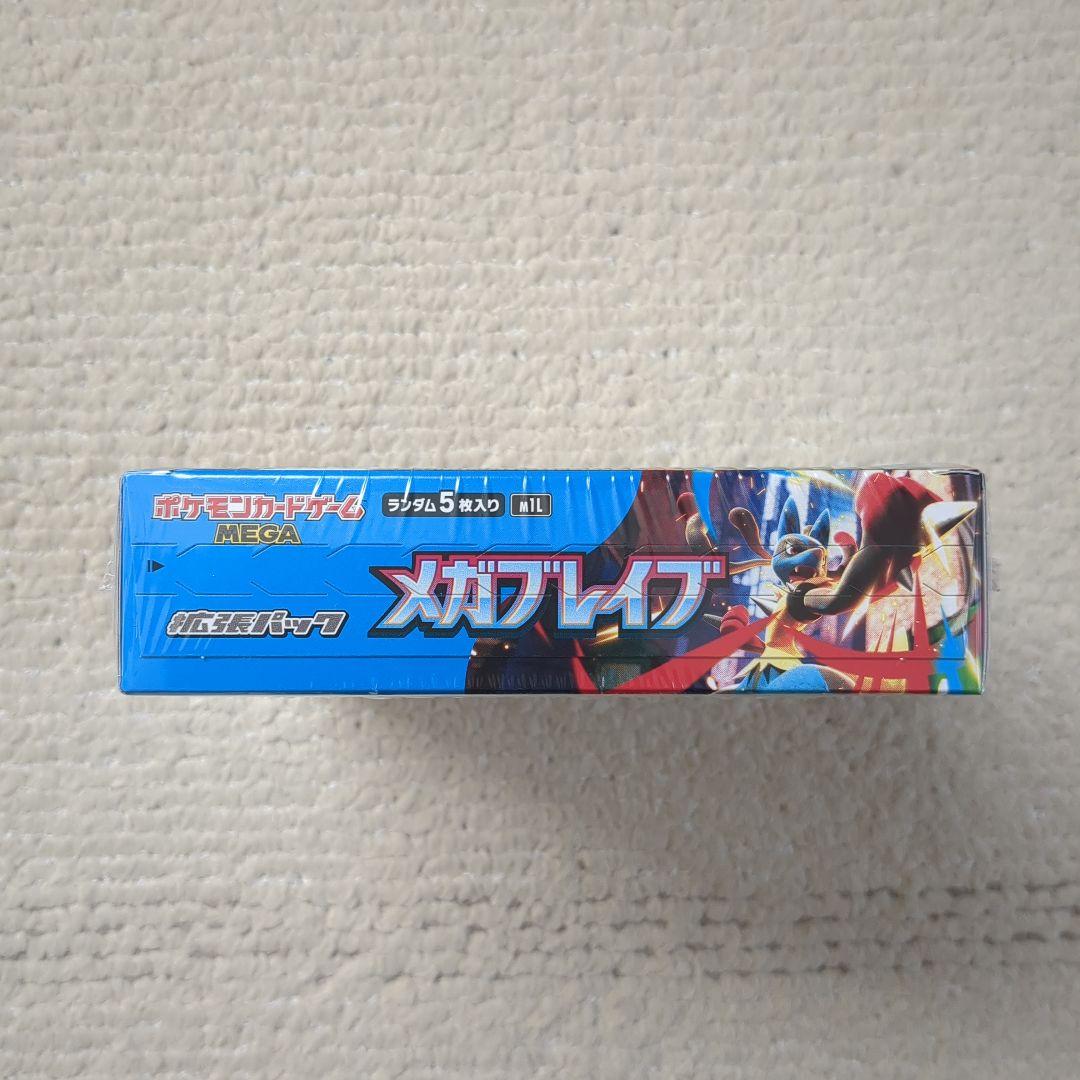 ポケモンカードゲーム
MEGA
ランダム5枚入り M1L
メガブレイブ
拡張パック